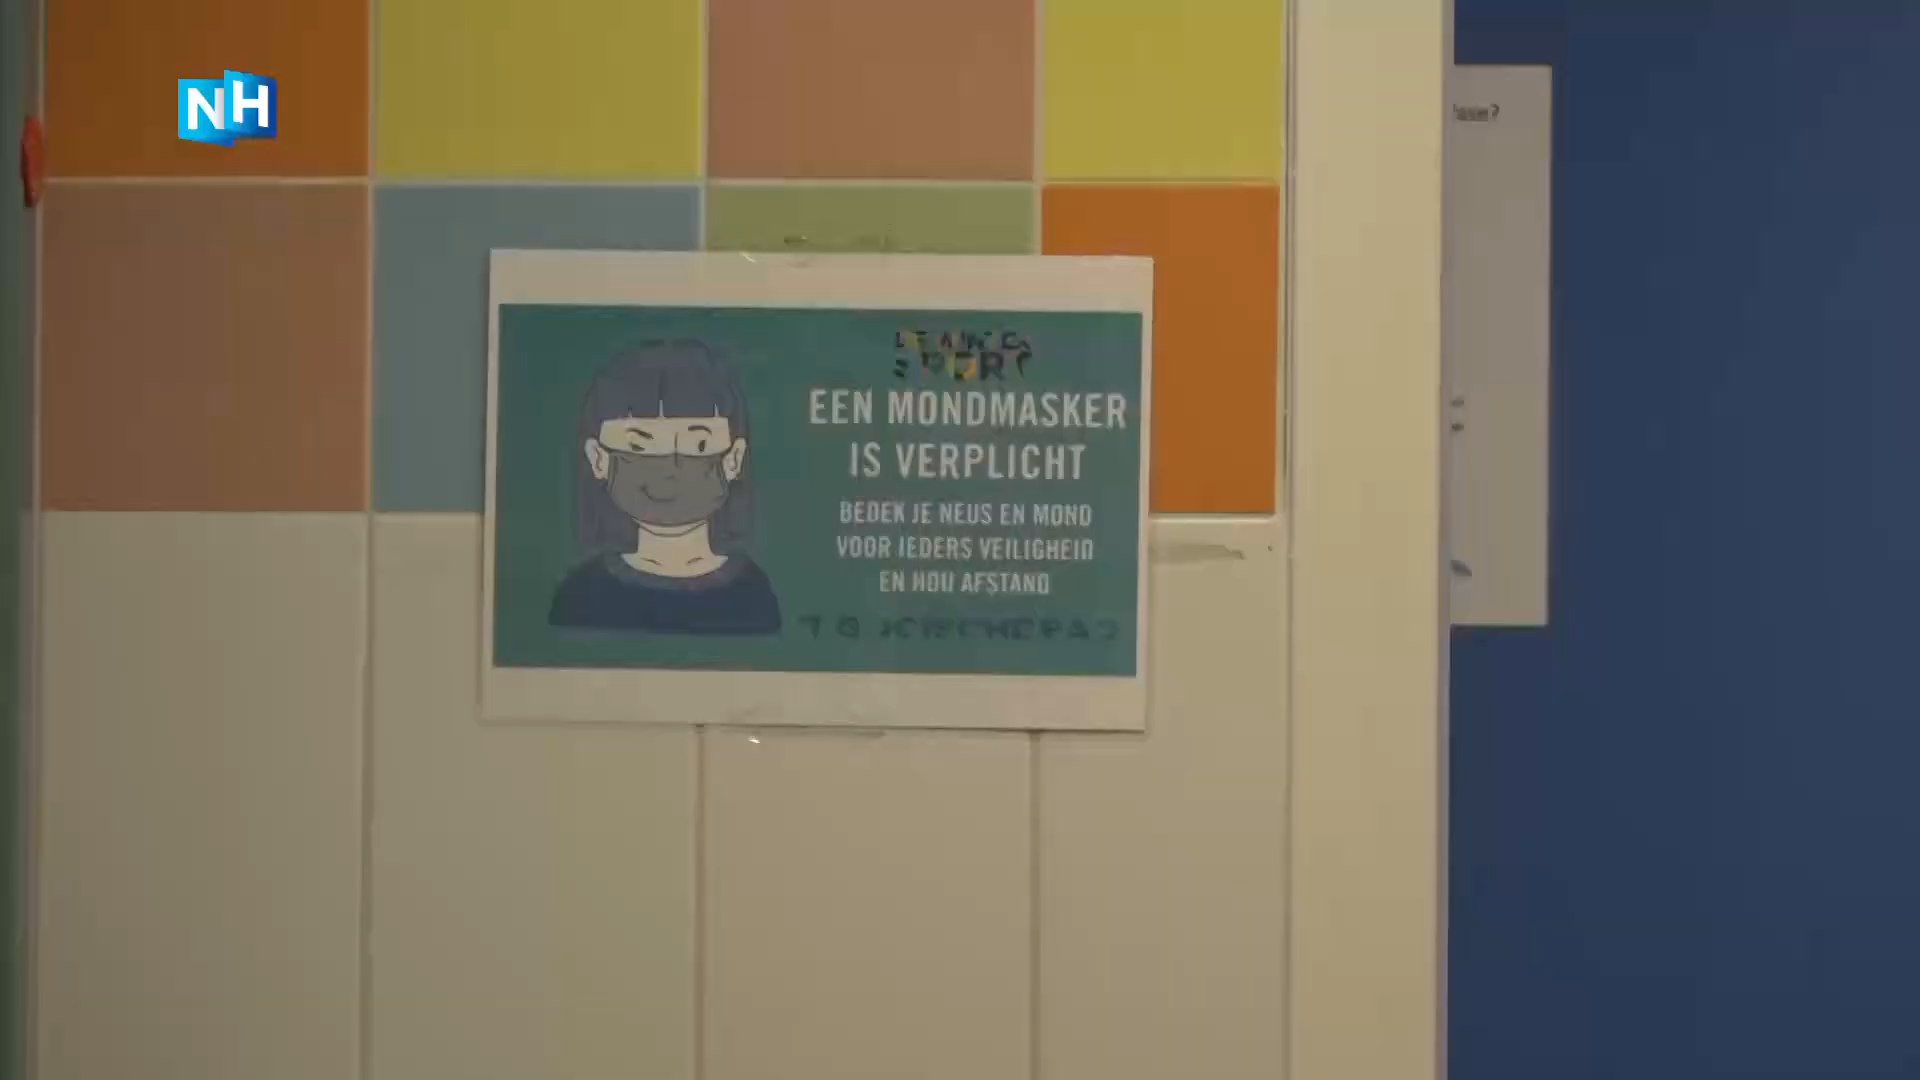 NH
EEN MONDMASKER
IS VERPLICHT
BEDEK JE NEUS EN MOND
VOOR IEDERS VEILIGHEID
EN HOU AFSTAND